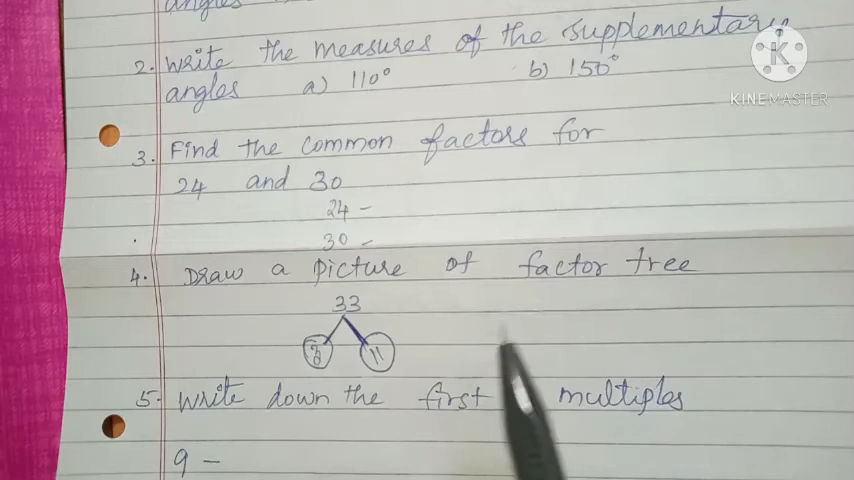 angles
2. Write the measures of the supplementary
angles a) 110° b) 150°
3. Find the common factors for
24 and 30
24 -
30 -
4. Draw a picture of factor tree
33
3 11
5. Write down the first multiples
9 -
K
KINEMASTER